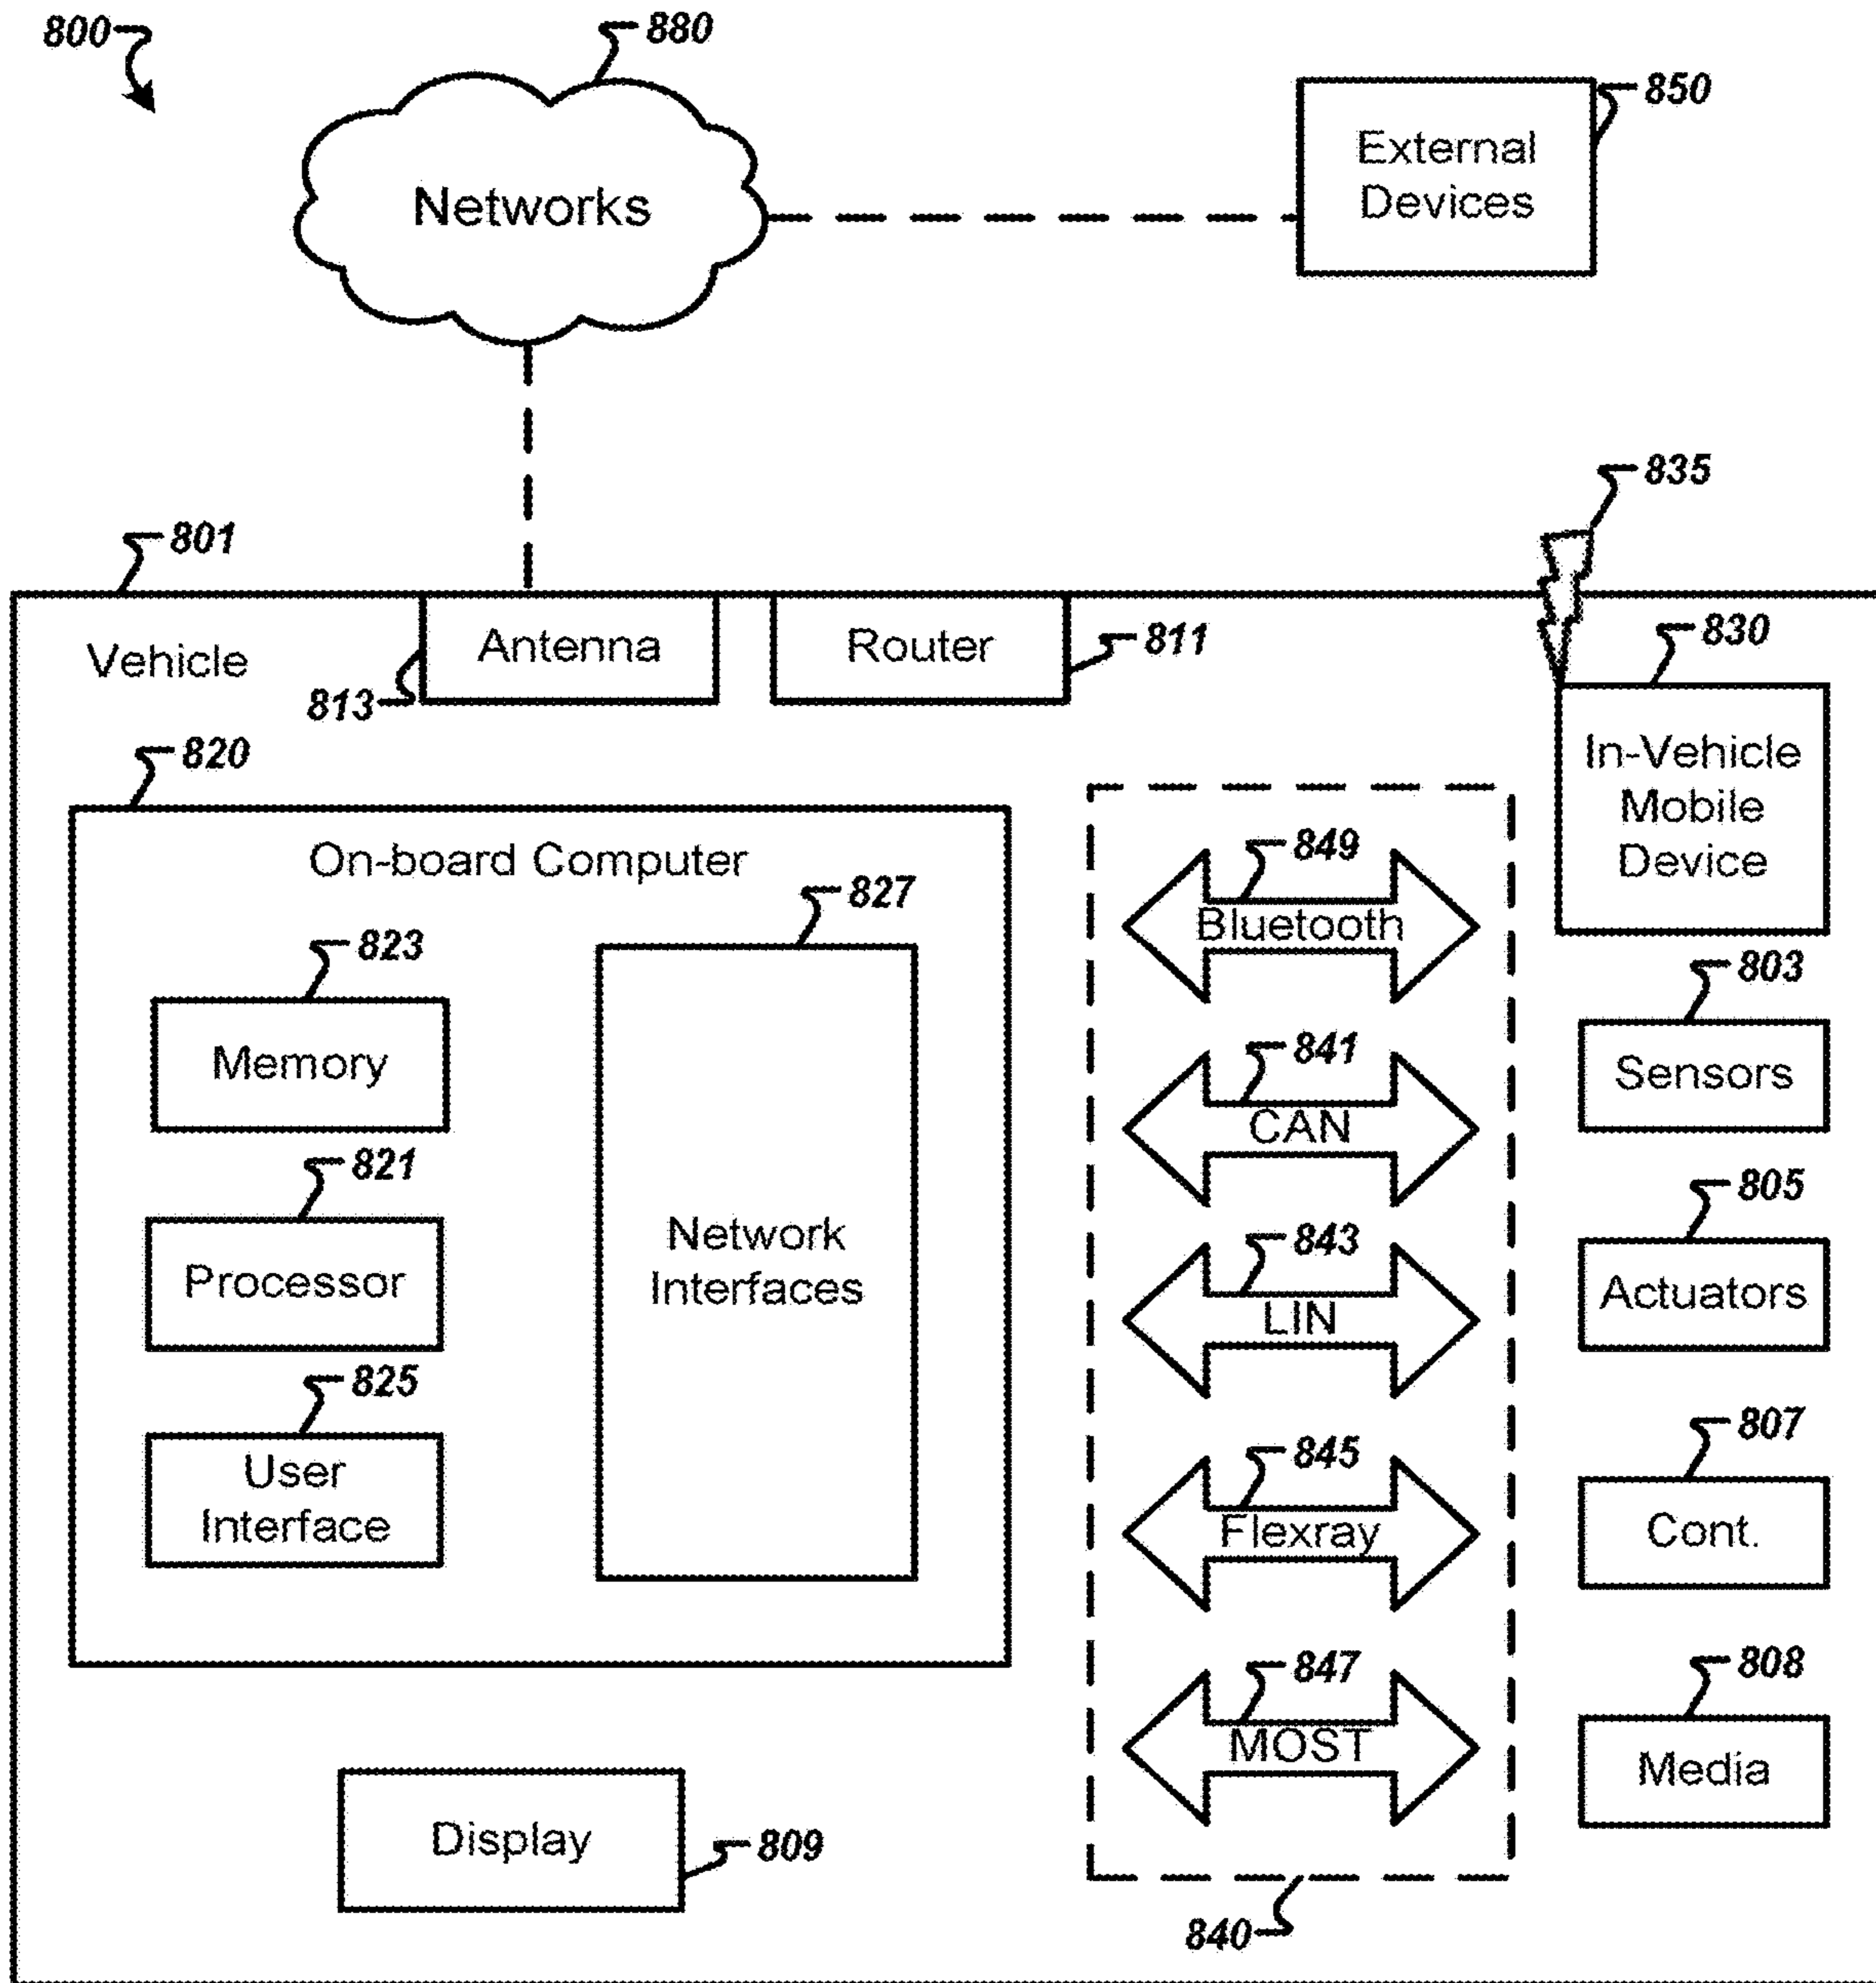 800
880
Networks
850
External
Devices
835
801
Vehicle
Antenna
813
Router
811
830
In-Vehicle
Mobile
Device
820
On-board Computer
827
823
Memory
821
Processor
825
User
Interface
Network
Interfaces
849
Bluetooth
841
CAN
843
LIN
845
Flexray
847
MOST
840
803
Sensors
805
Actuators
807
Cont.
808
Media
Display
809